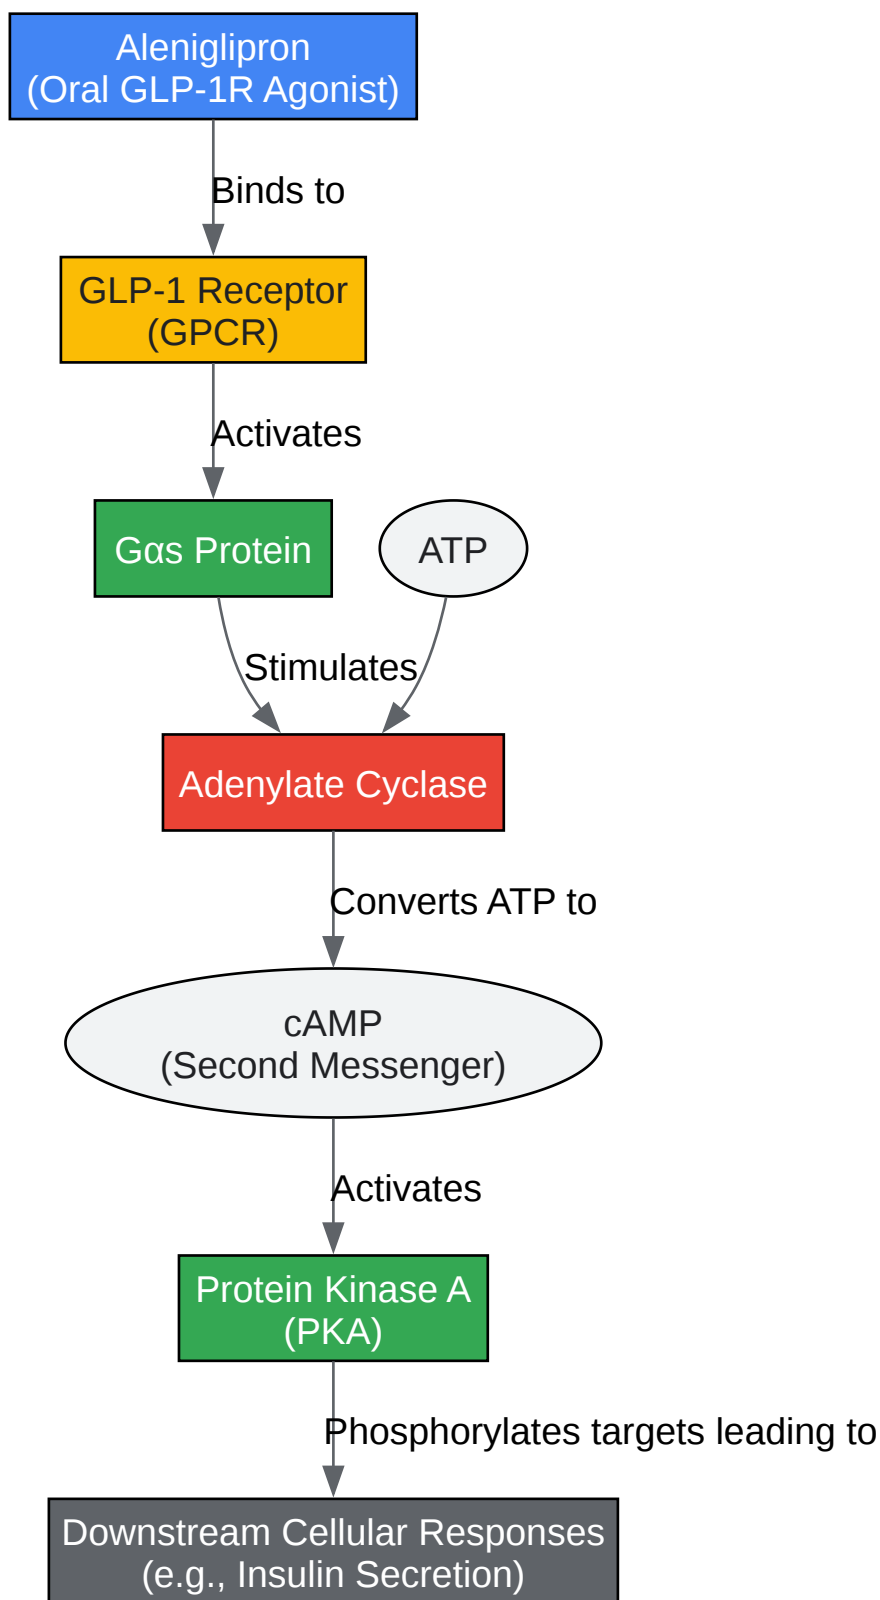 Aleniglipron
(Oral GLP-1R Agonist)
Binds to
GLP-1 Receptor
(GPCR)
Activates
Gαs Protein
ATP
Stimulates
Adenylate Cyclase
Converts ATP to
cAMP
(Second Messenger)
Activates
Protein Kinase A
(PKA)
Phosphorylates targets leading to
Downstream Cellular Responses
(e.g., Insulin Secretion)